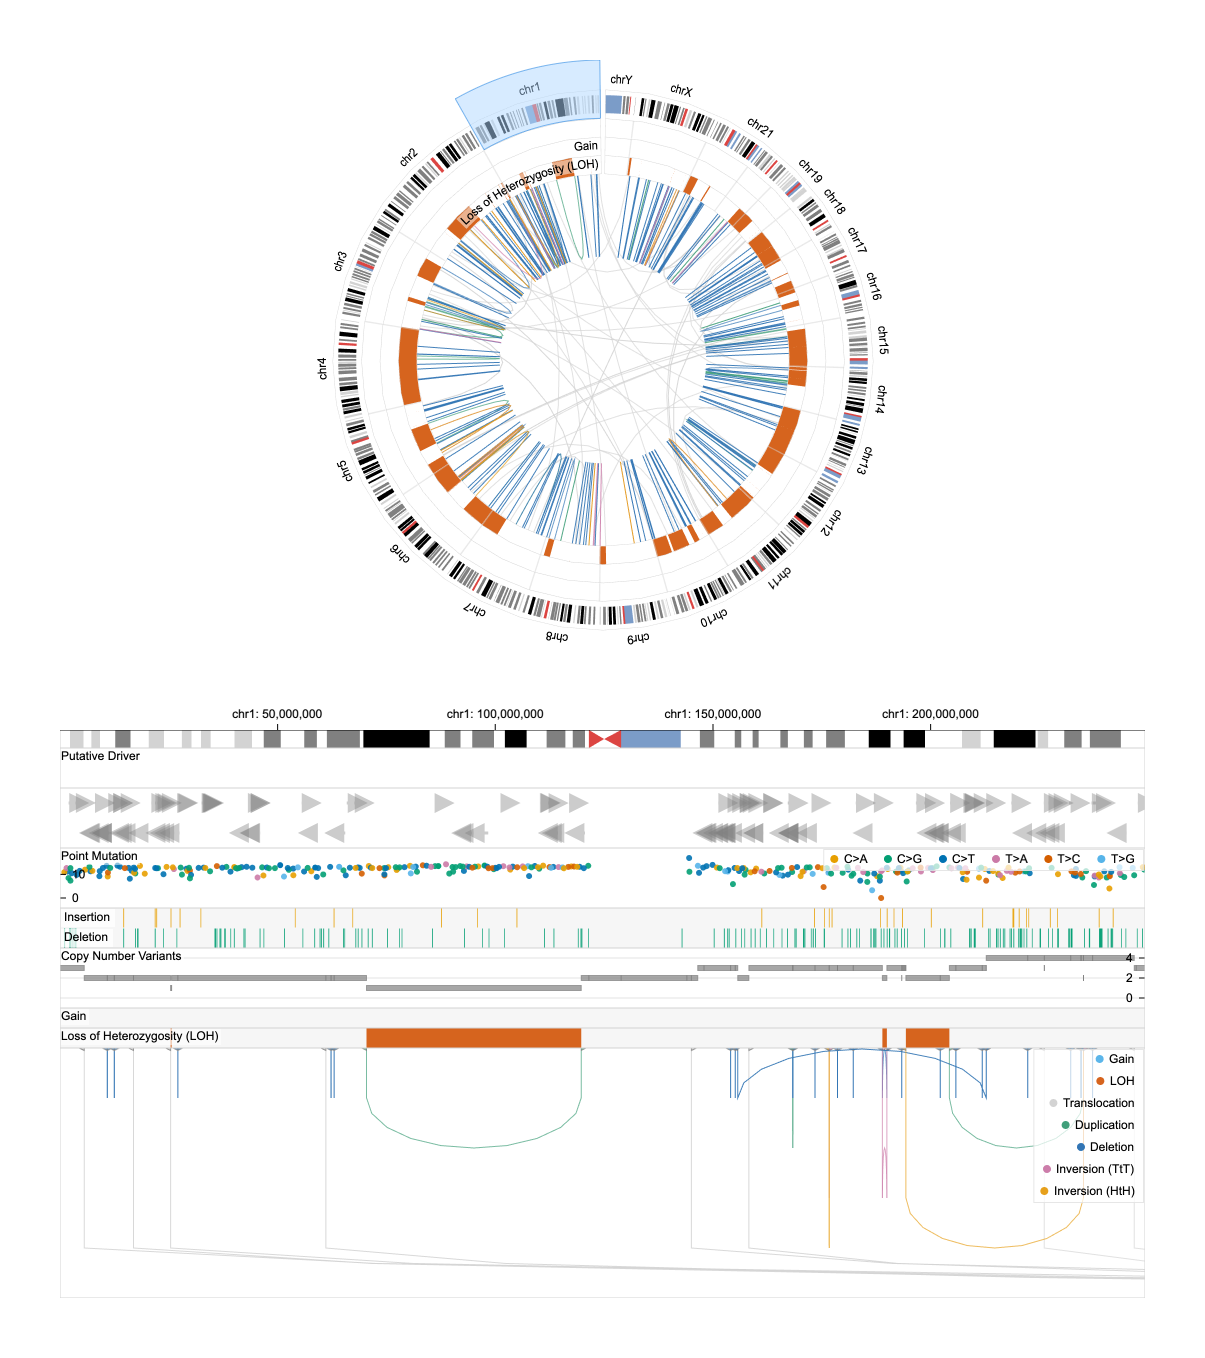 chr1
chrY
chrX
chr21
chr19
chr18
chr17
chr16
chr15
chr14
chr13
chr12
chr11
chr10
chr9
chr8
chr7
chr6
chr5
chr4
chr3
chr2
Gain
Loss of Heterozygosity (LOH)
chr1: 50,000,000 chr1: 100,000,000 chr1: 150,000,000 chr1: 200,000,000
Putative Driver
Point Mutation
C>A C>G C>T T>A T>C T>G
10
0
Insertion
Deletion
Copy Number Variants
4
2
0
Gain
Loss of Heterozygosity (LOH)
Gain
LOH
Translocation
Duplication
Deletion
Inversion (TtT)
Inversion (HtH)